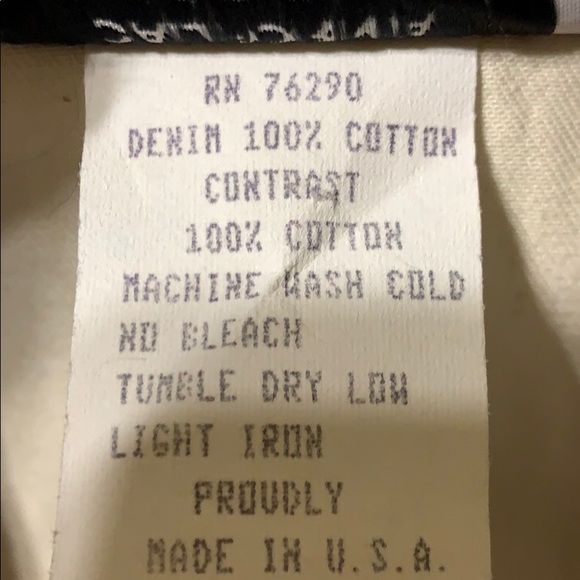 RN 76290
DENIM 100% COTTON
CONTRAST
100% COTTON
MACHINE WASH COLD
NO BLEACH
TUMBLE DRY LOW
LIGHT IRON
PROUDLY
MADE IN U.S.A.